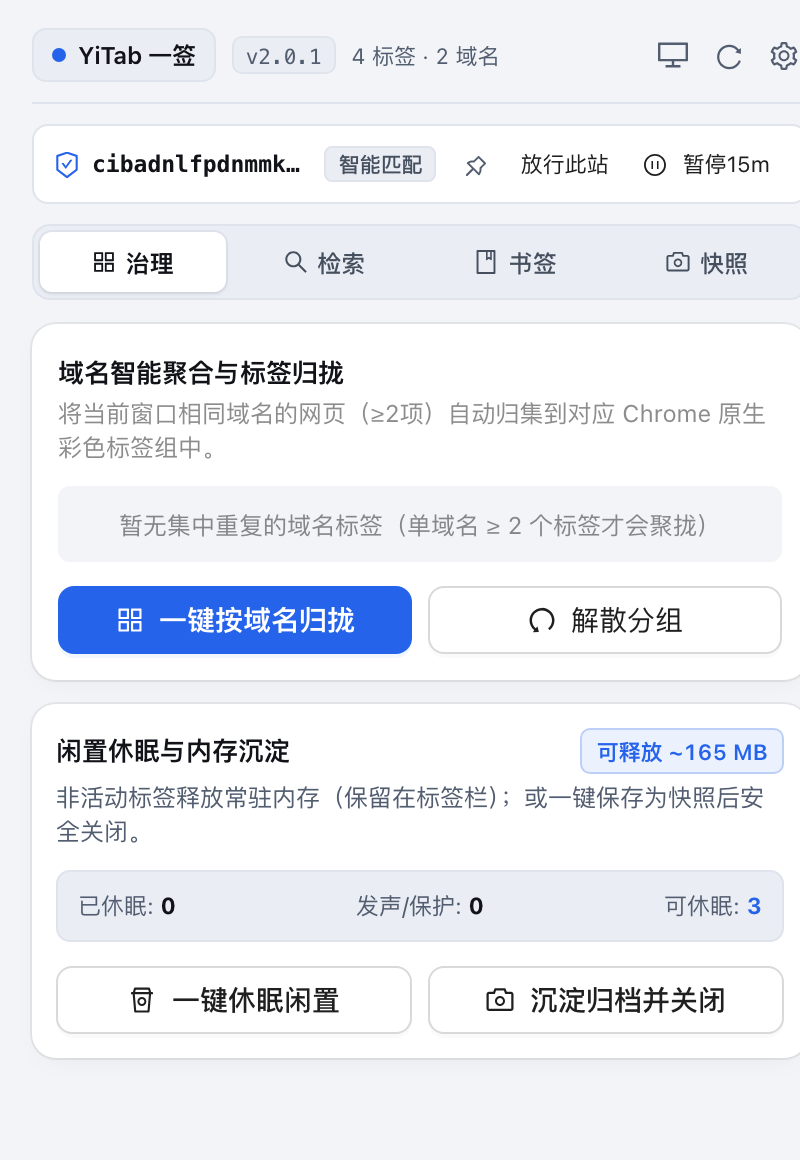 YiTab 一签 v2.0.1 4 标签 · 2 域名
cibadnlfpdnmmk… 智能匹配 放行此站 暂停15m
治理 检索 书签 快照
域名智能聚合与标签归拢
将当前窗口相同域名的网页（≥2项）自动归集到对应 Chrome 原生
彩色标签组中。
暂无集中重复的域名标签（单域名 ≥ 2 个标签才会聚拢）
一键按域名归拢 解散分组
闲置休眠与内存沉淀 可释放 ~165 MB
非活动标签释放常驻内存（保留在标签栏）；或一键保存为快照后安
全关闭。
已休眠: 0 发声/保护: 0 可休眠: 3
一键休眠闲置 沉淀归档并关闭